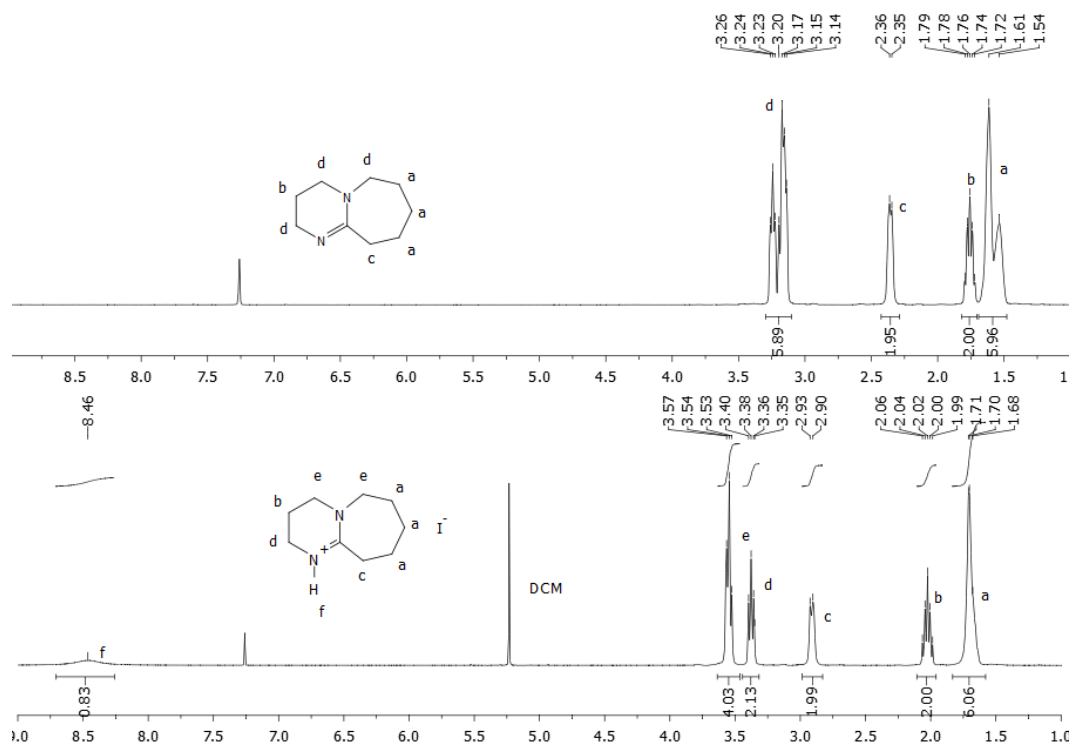 3.26 3.24 3.23 3.20 3.17 3.15 3.14 2.36 2.35 1.79 1.78 1.76 1.74 1.72 1.61 1.54
d
d d
b N a
a
d N a
c
c
b
a
5.89 1.95 2.00 5.96
8.5 8.0 7.5 7.0 6.5 6.0 5.5 5.0 4.5 4.0 3.5 3.0 2.5 2.0 1.5 1
8.46 3.57 3.54 3.53 3.40 3.38 3.36 3.35 2.93 2.90 2.06 2.04 2.02 2.00 1.99 1.71 1.70 1.68
e e
b N a
a I-
d N + a
c
H
f
DCM
f
e
d
c
b
a
0.83 4.03 2.13 1.99 2.00 6.06
9.0 8.5 8.0 7.5 7.0 6.5 6.0 5.5 5.0 4.5 4.0 3.5 3.0 2.5 2.0 1.5 1.0